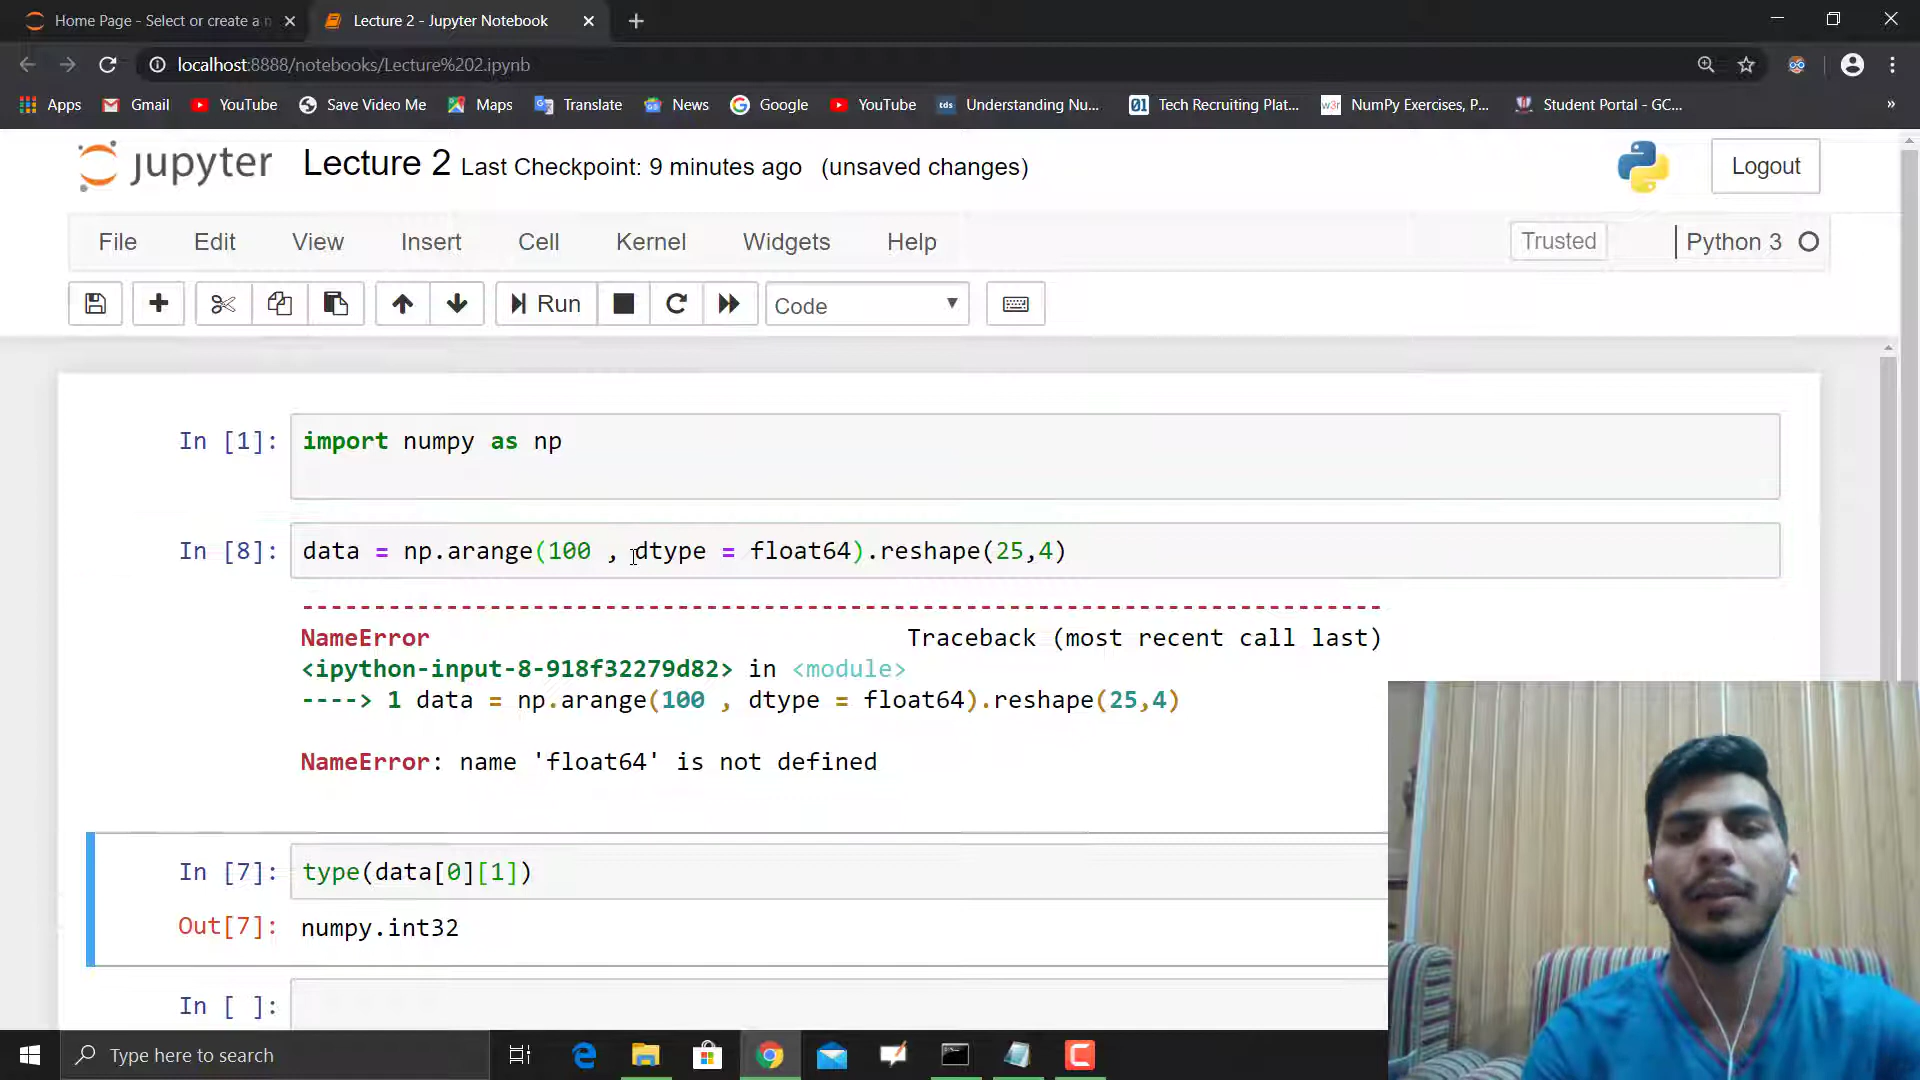 Home Page - Select or create a n
Lecture 2 - Jupyter Notebook
localhost:8888/notebooks/Lecture%202.ipynb
Apps Gmail YouTube Save Video Me Maps Translate News Google YouTube tds Understanding Nu... 01 Tech Recruiting Plat... w3r NumPy Exercises, P... Student Portal - GC... »
jupyter Lecture 2 Last Checkpoint: 9 minutes ago (unsaved changes) Logout
File Edit View Insert Cell Kernel Widgets Help Trusted Python 3
Run Code
In [1]: import numpy as np
In [8]: data = np.arange(100 , dtype = float64).reshape(25,4)
---------------------------------------------------------------------------
NameError Traceback (most recent call last)
<ipython-input-8-918f32279d82> in <module>
----> 1 data = np.arange(100 , dtype = float64).reshape(25,4)
NameError: name 'float64' is not defined
In [7]: type(data[0][1])
Out[7]: numpy.int32
In [ ]:
Type here to search